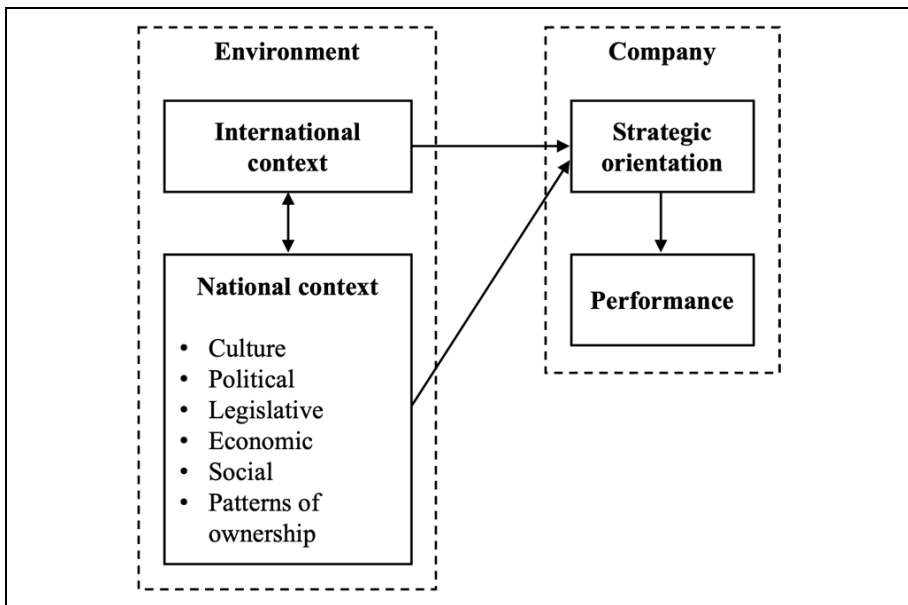 Environment
International
context
National context
• Culture
• Political
• Legislative
• Economic
• Social
• Patterns of
ownership
Company
Strategic
orientation
Performance